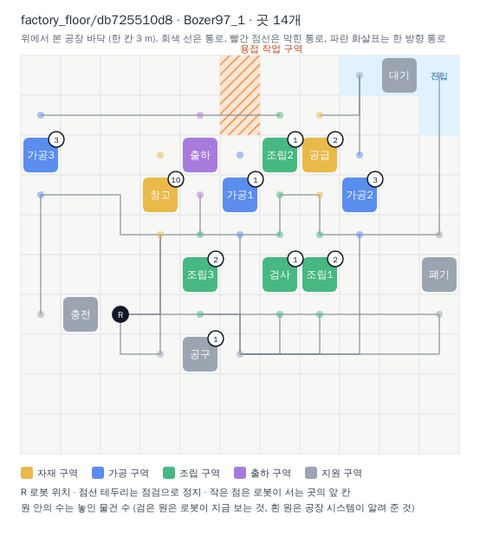 factory_floor/db725510d8 · Bozer97_1 · 곳 14개
위에서 본 공장 바닥 (한 칸 3 m). 회색 선은 통로, 빨간 점선은 막힌 통로, 파란 화살표는 한 방향 통로
용접 작업 구역
대기
3
1
2
가공3
출하
조립2
공급
10
1
3
창고
가공1
가공2
2
1
2
조립3
검사
조립1
폐기
충전
R
1
공구
자재 구역
가공 구역
조립 구역
출하 구역
지원 구역
R 로봇 위치 · 점선 테두리는 점검으로 정지 · 작은 점은 로봇이 서는 곳의 앞 칸
원 안의 수는 놓인 물건 수 (검은 원은 로봇이 지금 보는 것, 흰 원은 공장 시스템이 알려 준 것)